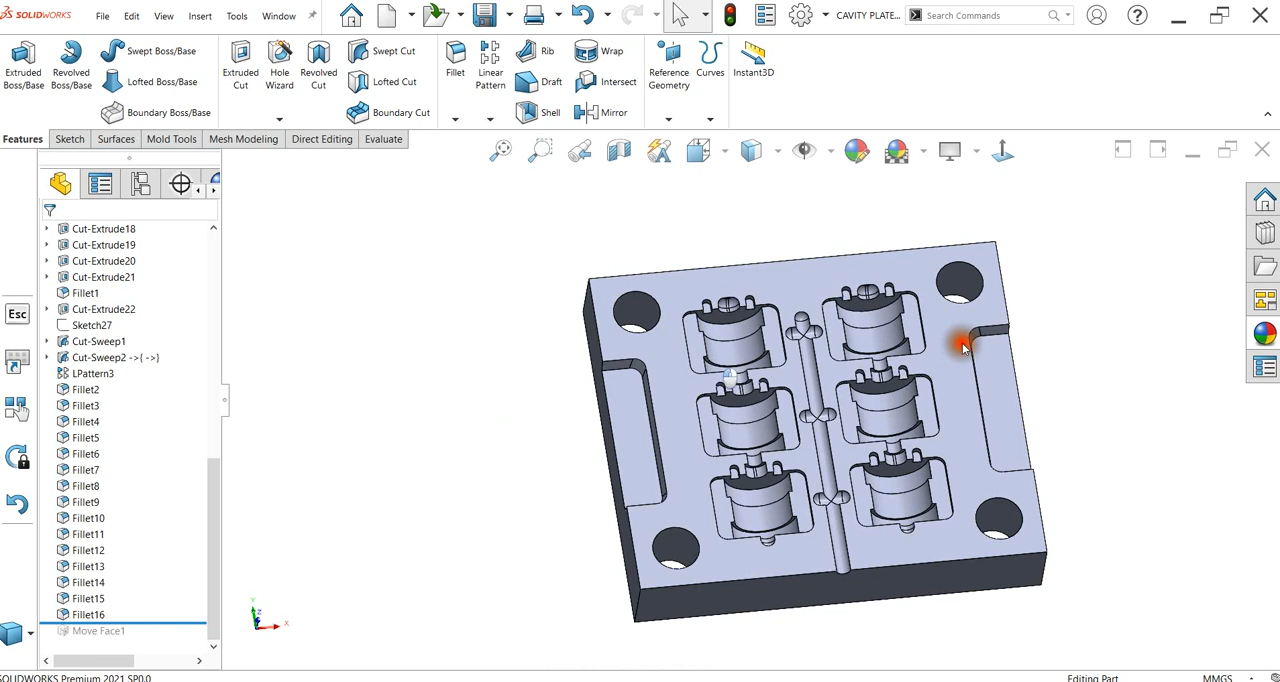 SOLIDWORKS File Edit View Insert Tools Window CAVITY PLATE... Search Commands
Extruded Boss/Base
Revolved Boss/Base
Swept Boss/Base
Lofted Boss/Base
Boundary Boss/Base
Extruded Cut
Hole Wizard
Revolved Cut
Swept Cut
Lofted Cut
Boundary Cut
Fillet
Linear Pattern
Rib
Draft
Shell
Wrap
Intersect
Mirror
Reference Geometry
Curves
Instant3D
Features Sketch Surfaces Mold Tools Mesh Modeling Direct Editing Evaluate
Cut-Extrude18
Cut-Extrude19
Cut-Extrude20
Cut-Extrude21
Fillet1
Cut-Extrude22
Sketch27
Cut-Sweep1
Cut-Sweep2 ->{ ->}
LPattern3
Fillet2
Fillet3
Fillet4
Fillet5
Fillet6
Fillet7
Fillet8
Fillet9
Fillet10
Fillet11
Fillet12
Fillet13
Fillet14
Fillet15
Fillet16
Move Face1
Esc
Y
Z
X
SOLIDWORKS Premium 2021 SP0.0 Editing Part MMGS